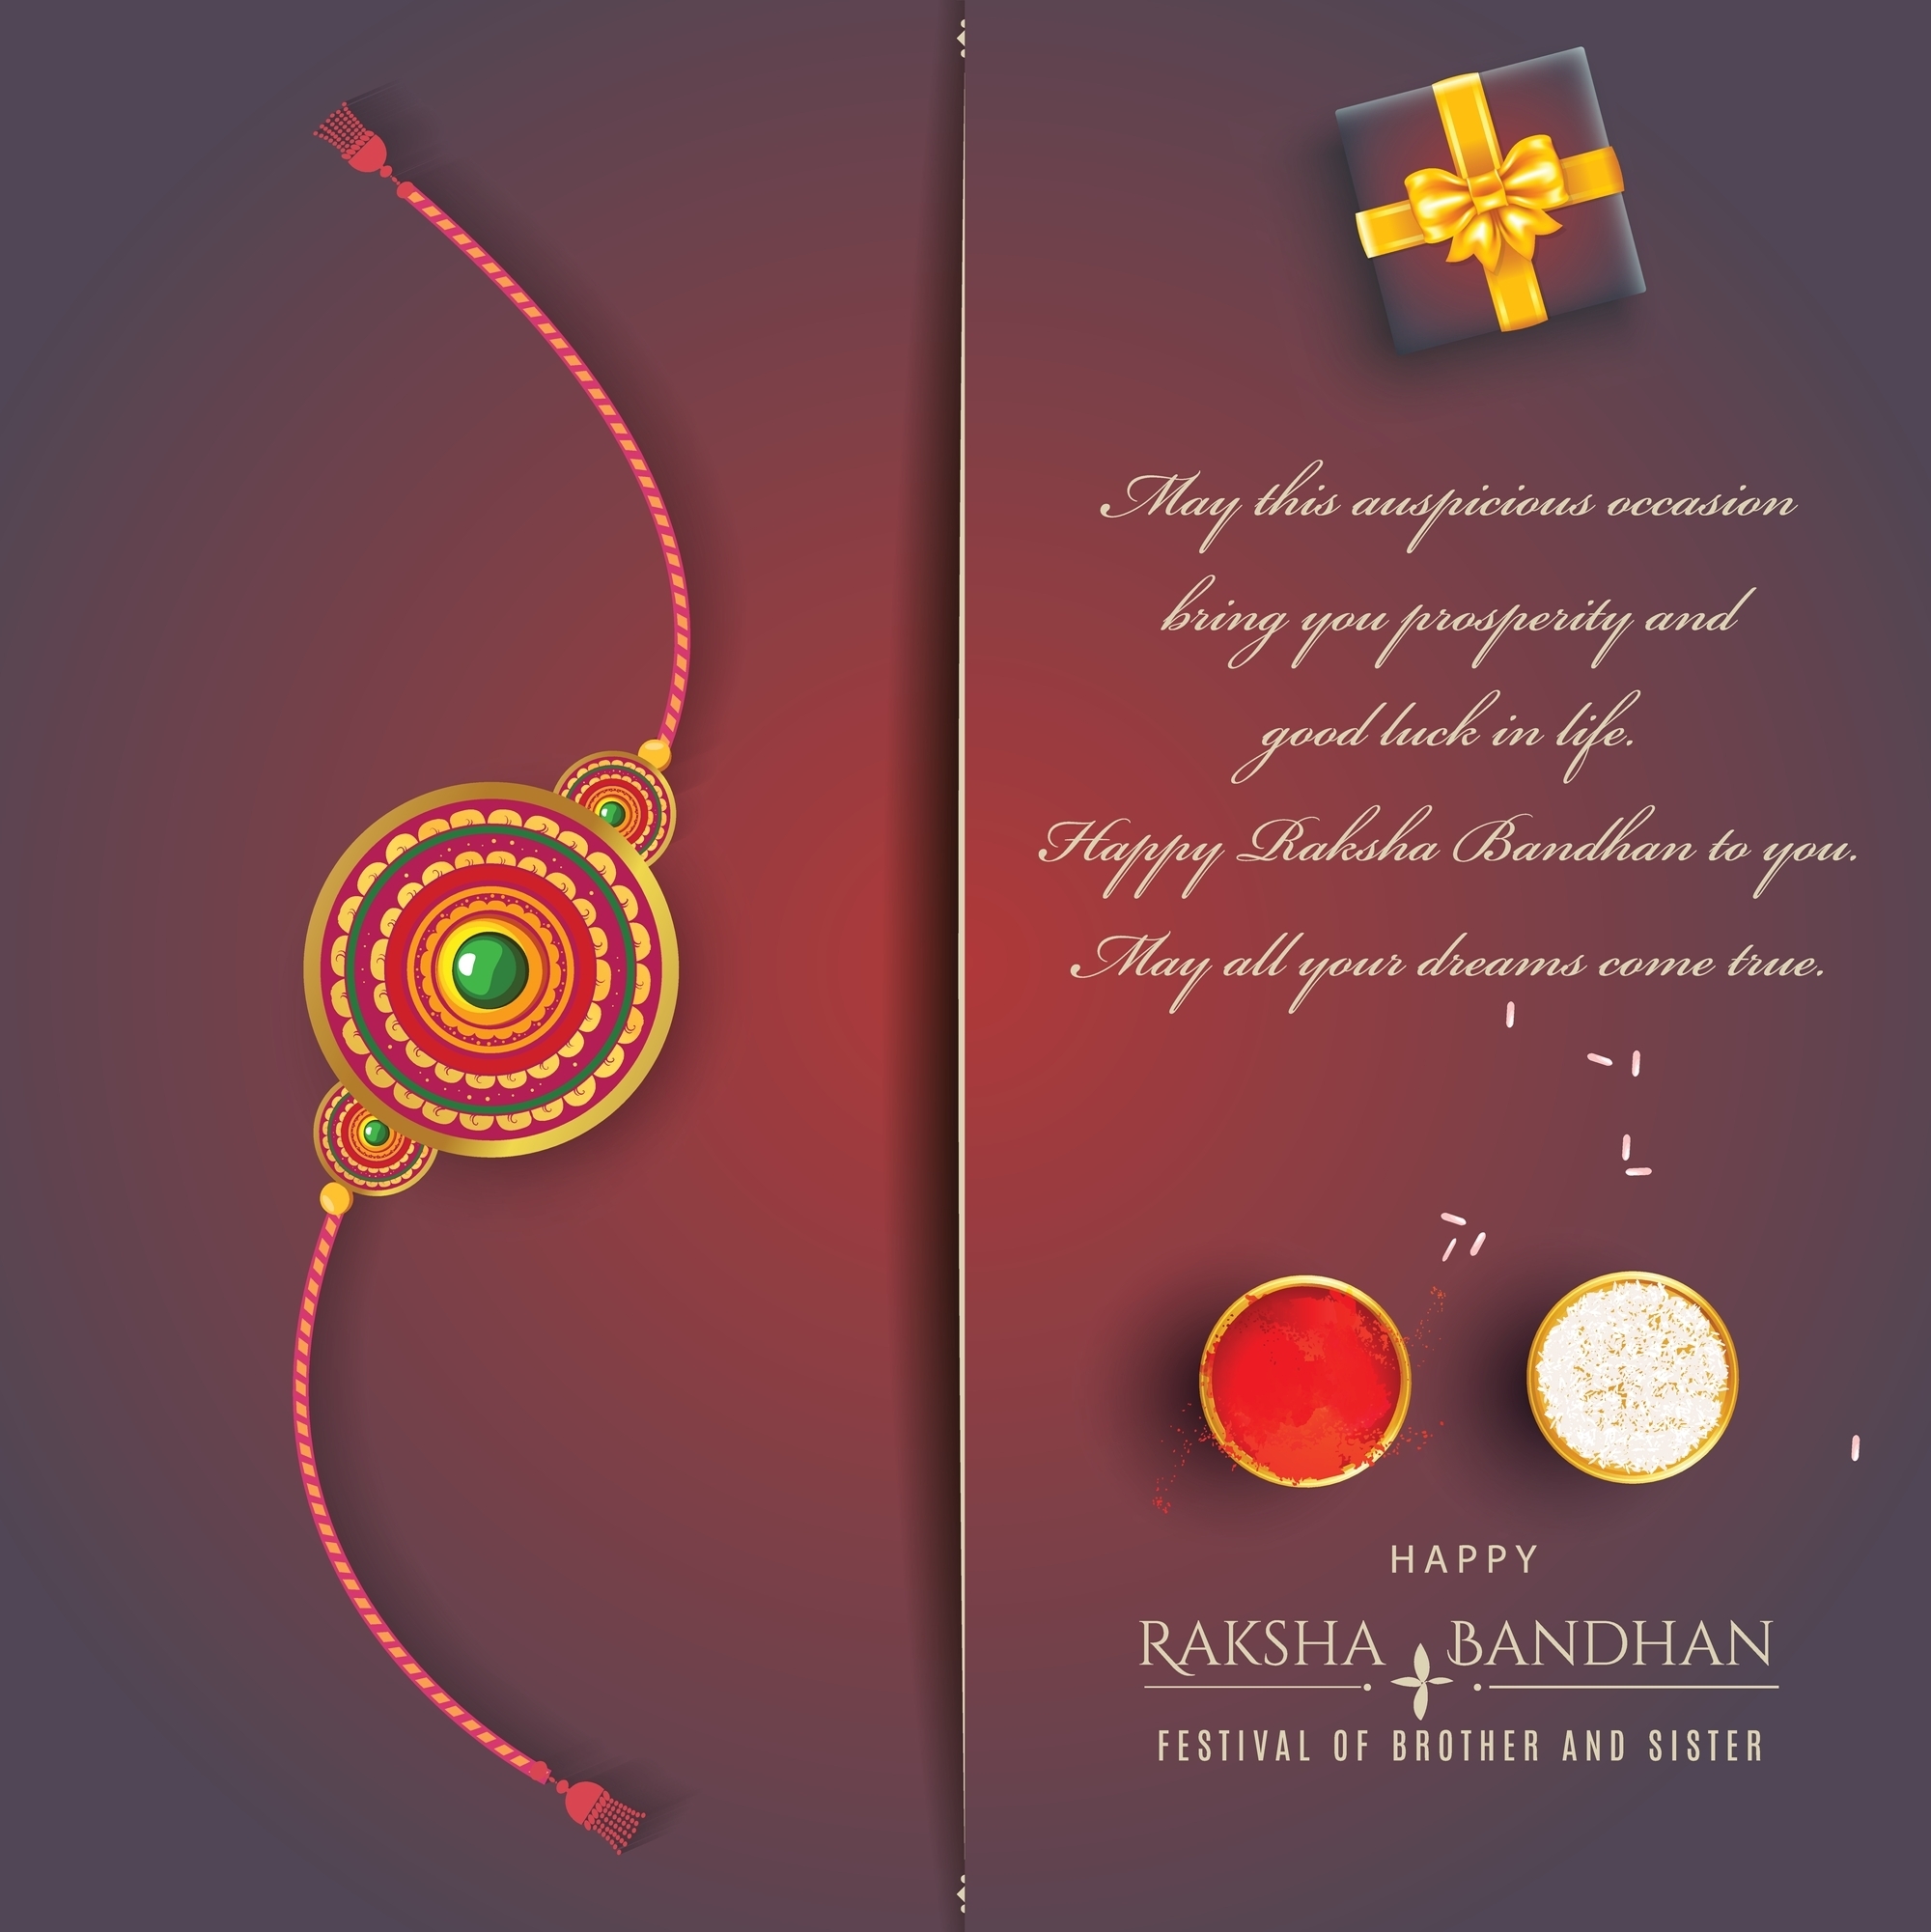 May this auspicious occasion
bring you prosperity and
good luck in life.
Happy Raksha Bandhan to you.
May all your dreams come true.
HAPPY
RAKSHA BANDHAN
FESTIVAL OF BROTHER AND SISTER